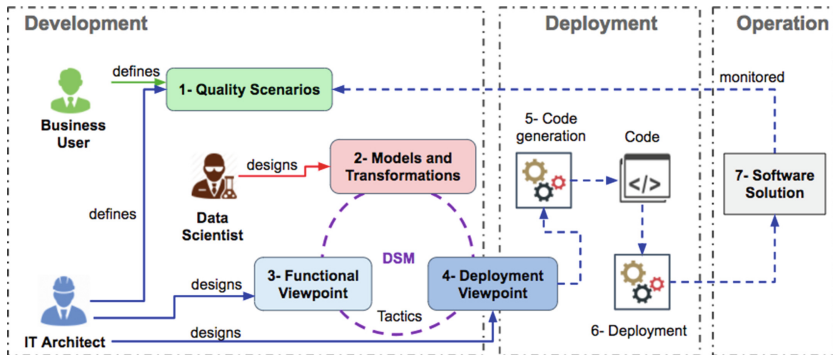 Development
Deployment
Operation
defines
1- Quality Scenarios
monitored
Business
User
5- Code
generation
Code
designs
2- Models and
Transformations
</>
7- Software
Solution
defines
Data
Scientist
DSM
designs
3- Functional
Viewpoint
4- Deployment
Viewpoint
Tactics
6- Deployment
IT Architect
designs